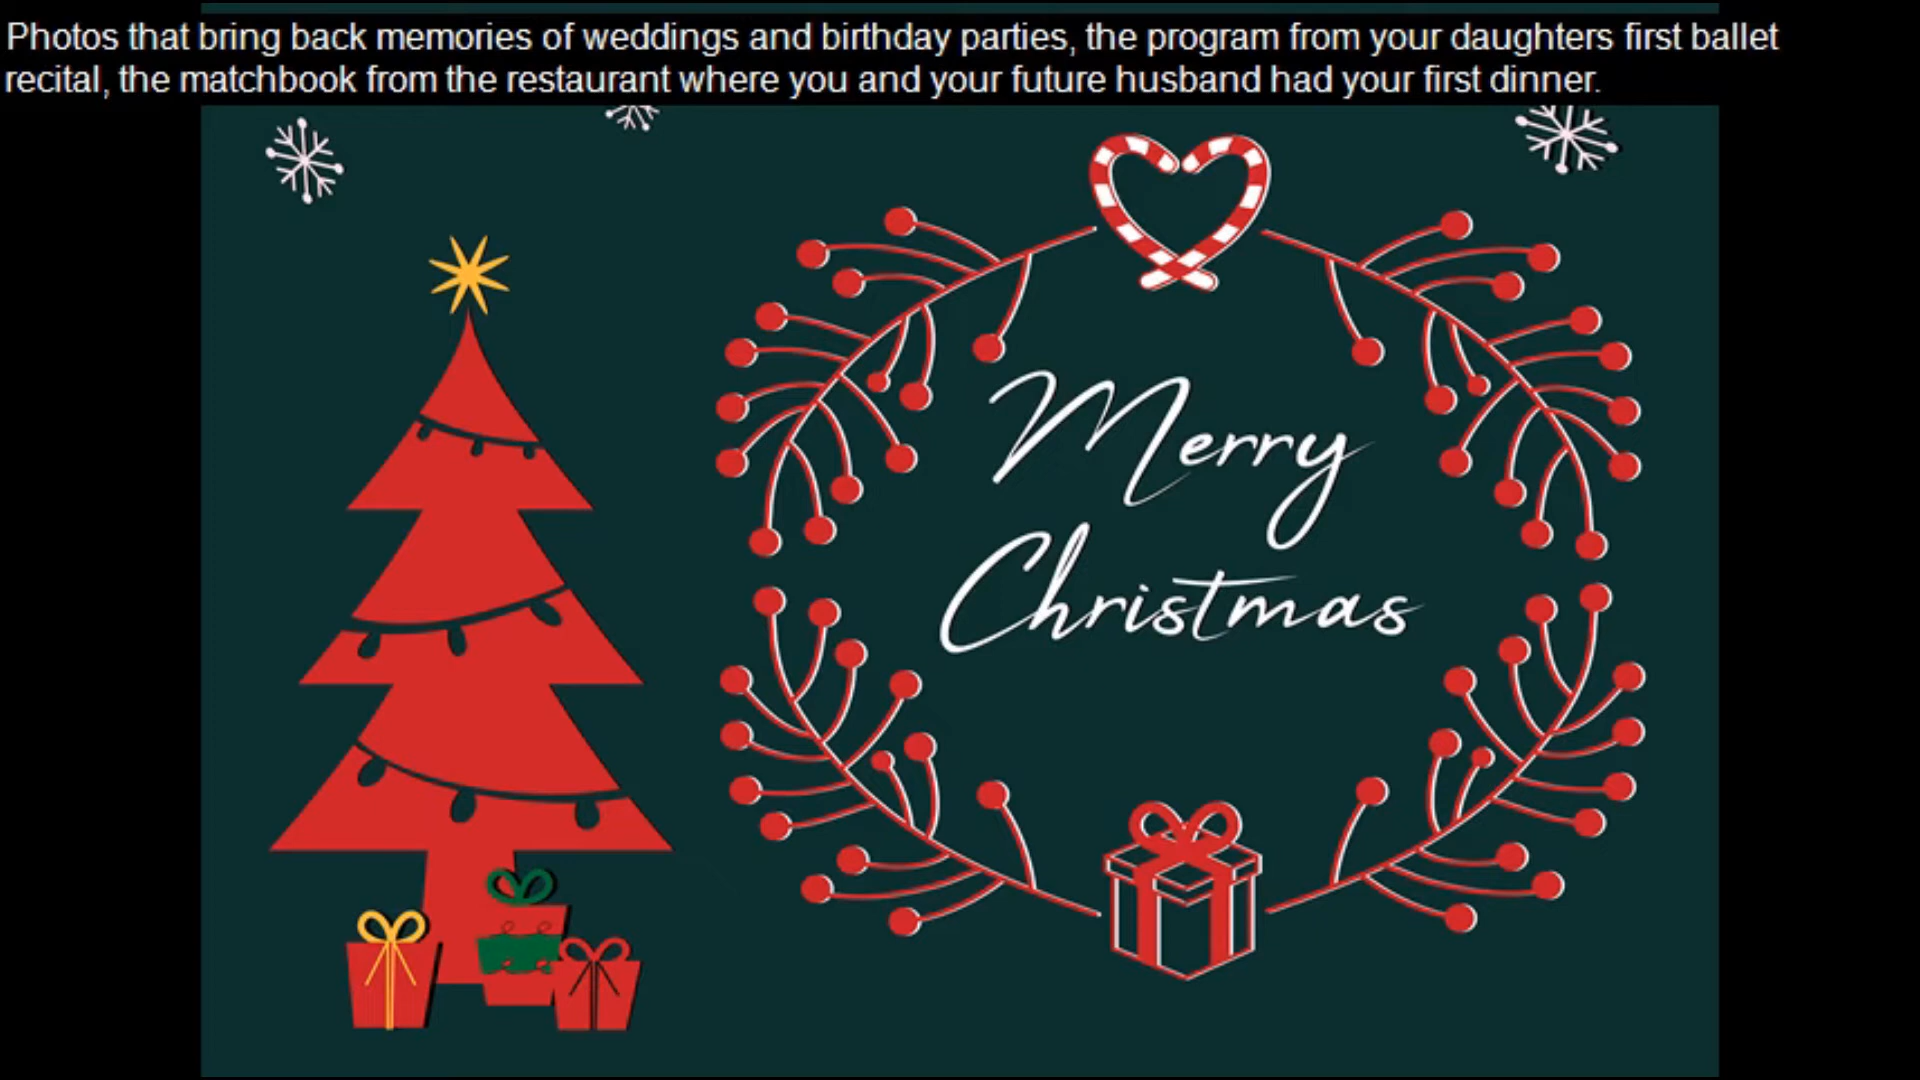 Photos that bring back memories of weddings and birthday parties, the program from your daughters first ballet
recital, the matchbook from the restaurant where you and your future husband had your first dinner.
Merry
Christmas